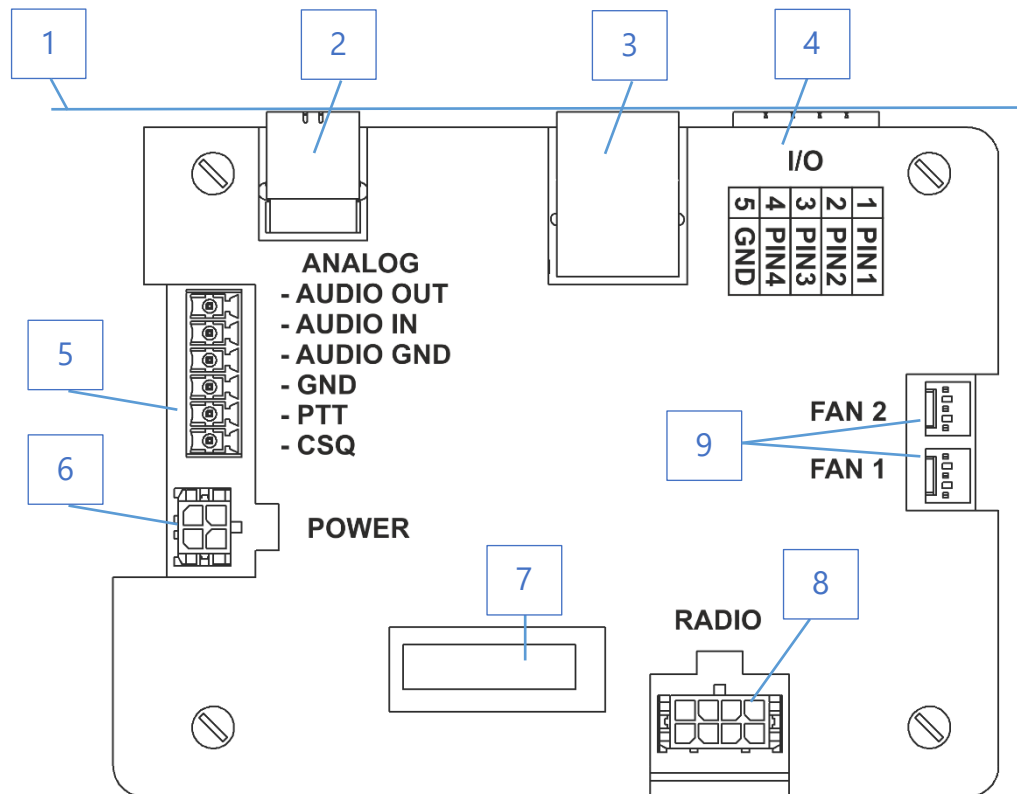 1
2
3
4
I/O
5 GND
4 PIN4
3 PIN3
2 PIN2
1 PIN1
ANALOG
- AUDIO OUT
- AUDIO IN
- AUDIO GND
- GND
- PTT
- CSQ
5
FAN 2
9
FAN 1
6
POWER
7
8
RADIO